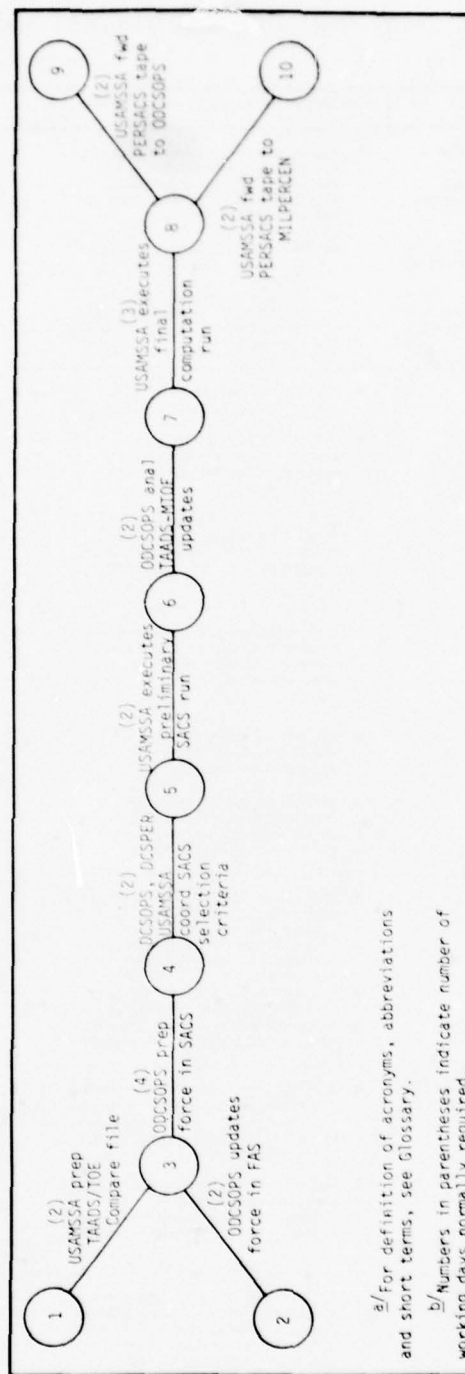 1
(2)
USAMSSA prep
TAADS/TOE
Compare file
2
(2)
ODCSOPS updates
force in FAS
3
(4)
ODCSOPS prep
force in SACS
4
(2)
DCSOPS, DCSPER
USAMSSA
coord SACS
selection
criteria
5
(2)
USAMSSA executes
preliminary
SACS run
6
(2)
ODCSOPS anal
TAADS-MTOE
updates
7
(3)
USAMSSA executes
final
computation
run
8
(2)
USAMSSA fwd
PERSACS tape
to ODCSOPS
9
(2)
USAMSSA fwd
PERSACS tape to
MILPERCEN
10
a/For definition of acronyms, abbreviations
and short terms, see Glossary.
b/Numbers in parentheses indicate number of
working days normally required.